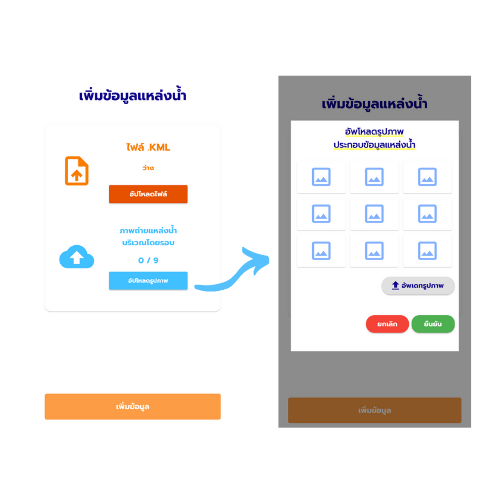 เพิ่มข้อมูลแหล่งน้ำ
ไฟล์ .KML
ว่าง
อัปโหลดไฟล์
ภาพถ่ายแหล่งน้ำ
บริเวณโดยรอบ
0 / 9
อัปโหลดรูปภาพ
เพิ่มข้อมูล
เพิ่มข้อมูลแหล่งน้ำ
อัพโหลดรูปภาพ
ประกอบข้อมูลแหล่งน้ำ
อัพเดทรูปภาพ
ยกเลิก
ยืนยัน
เพิ่มข้อมูล